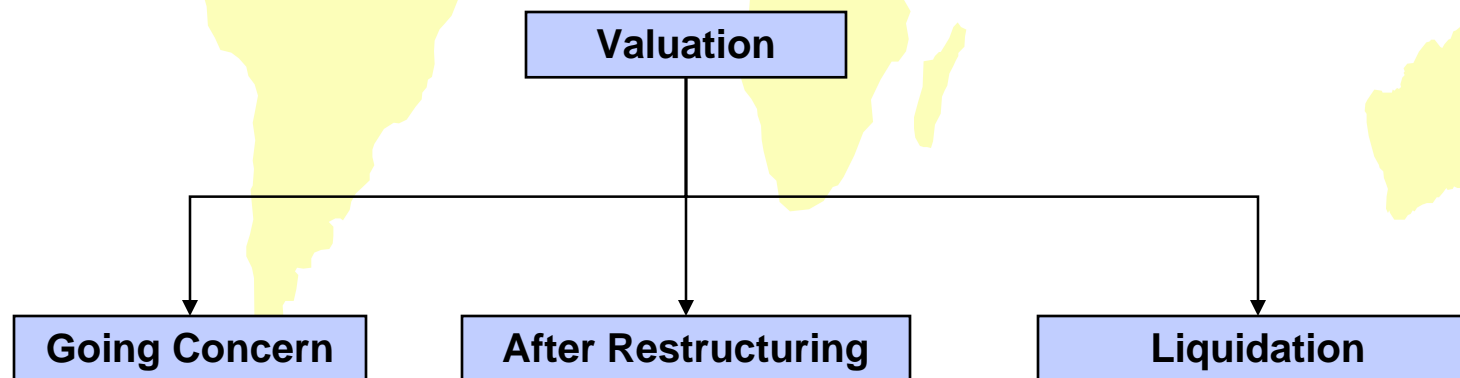 Valuation
Going Concern
After Restructuring
Liquidation